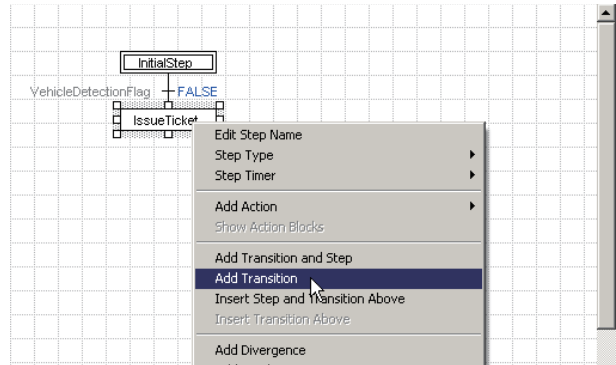 InitialStep
VehicleDetectionFlag FALSE
IssueTicket
Edit Step Name
Step Type
Step Timer
Add Action
Show Action Blocks
Add Transition and Step
Add Transition
Insert Step and Transition Above
Insert Transition Above
Add Divergence